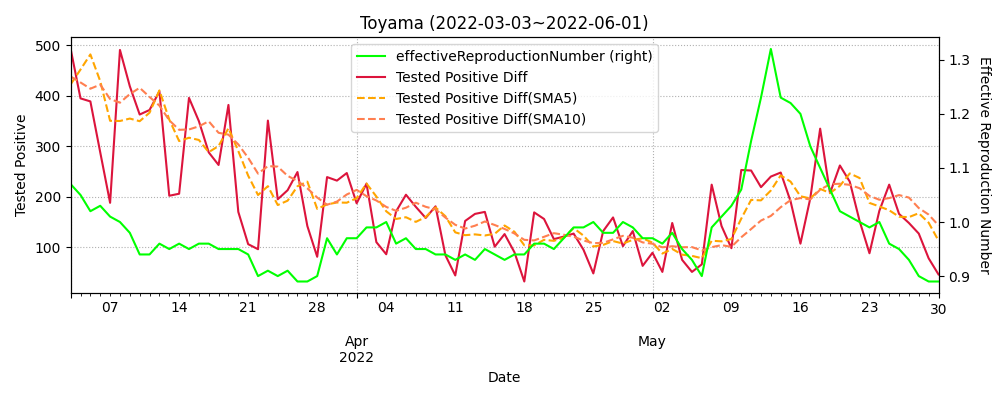 Toyama (2022-03-03~2022-06-01)
effectiveReproductionNumber (right)
Tested Positive Diff
Tested Positive Diff(SMA5)
Tested Positive Diff(SMA10)
500
400
300
200
100
Tested Positive
1.3
1.2
1.1
1.0
0.9
Effective Reproduction Number
07 14 21 28 04 11 18 25 02 09 16 23 30
Apr May
2022
Date